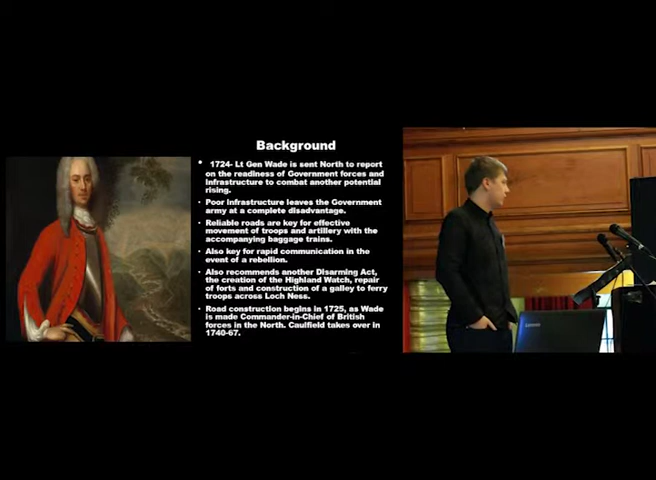 Background
• 1724- Lt Gen Wade is sent North to report
on the readiness of Government forces and
infrastructure to combat another potential
rising.
• Poor infrastructure leaves the Government
army at a complete disadvantage.
• Reliable roads are key for effective
movement of troops and artillery with the
accompanying baggage trains.
• Also key for rapid communication in the
event of a rebellion.
• Also recommends another Disarming Act,
the creation of the Highland Watch, repair
of forts and construction of a galley to ferry
troops across Loch Ness.
• Road construction begins in 1725, as Wade
is made Commander-in-Chief of British
forces in the North. Caulfield takes over in
1740-67.
lenovo